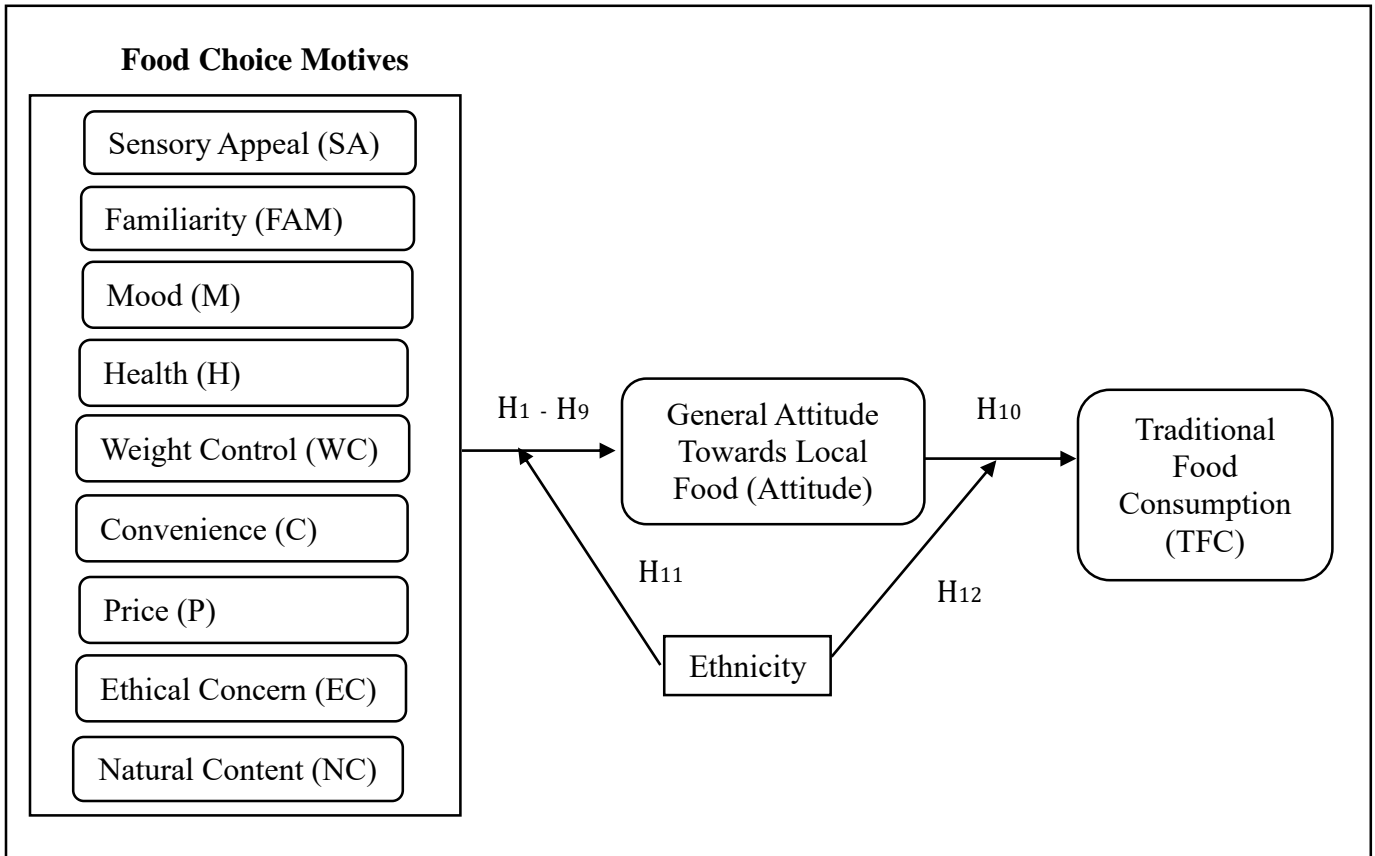 Food Choice Motives
Sensory Appeal (SA)
Familiarity (FAM)
Mood (M)
Health (H)
Weight Control (WC)
Convenience (C)
Price (P)
Ethical Concern (EC)
Natural Content (NC)
H1 - H9
General Attitude
Towards Local
Food (Attitude)
H10
Traditional
Food
Consumption
(TFC)
H11
H12
Ethnicity